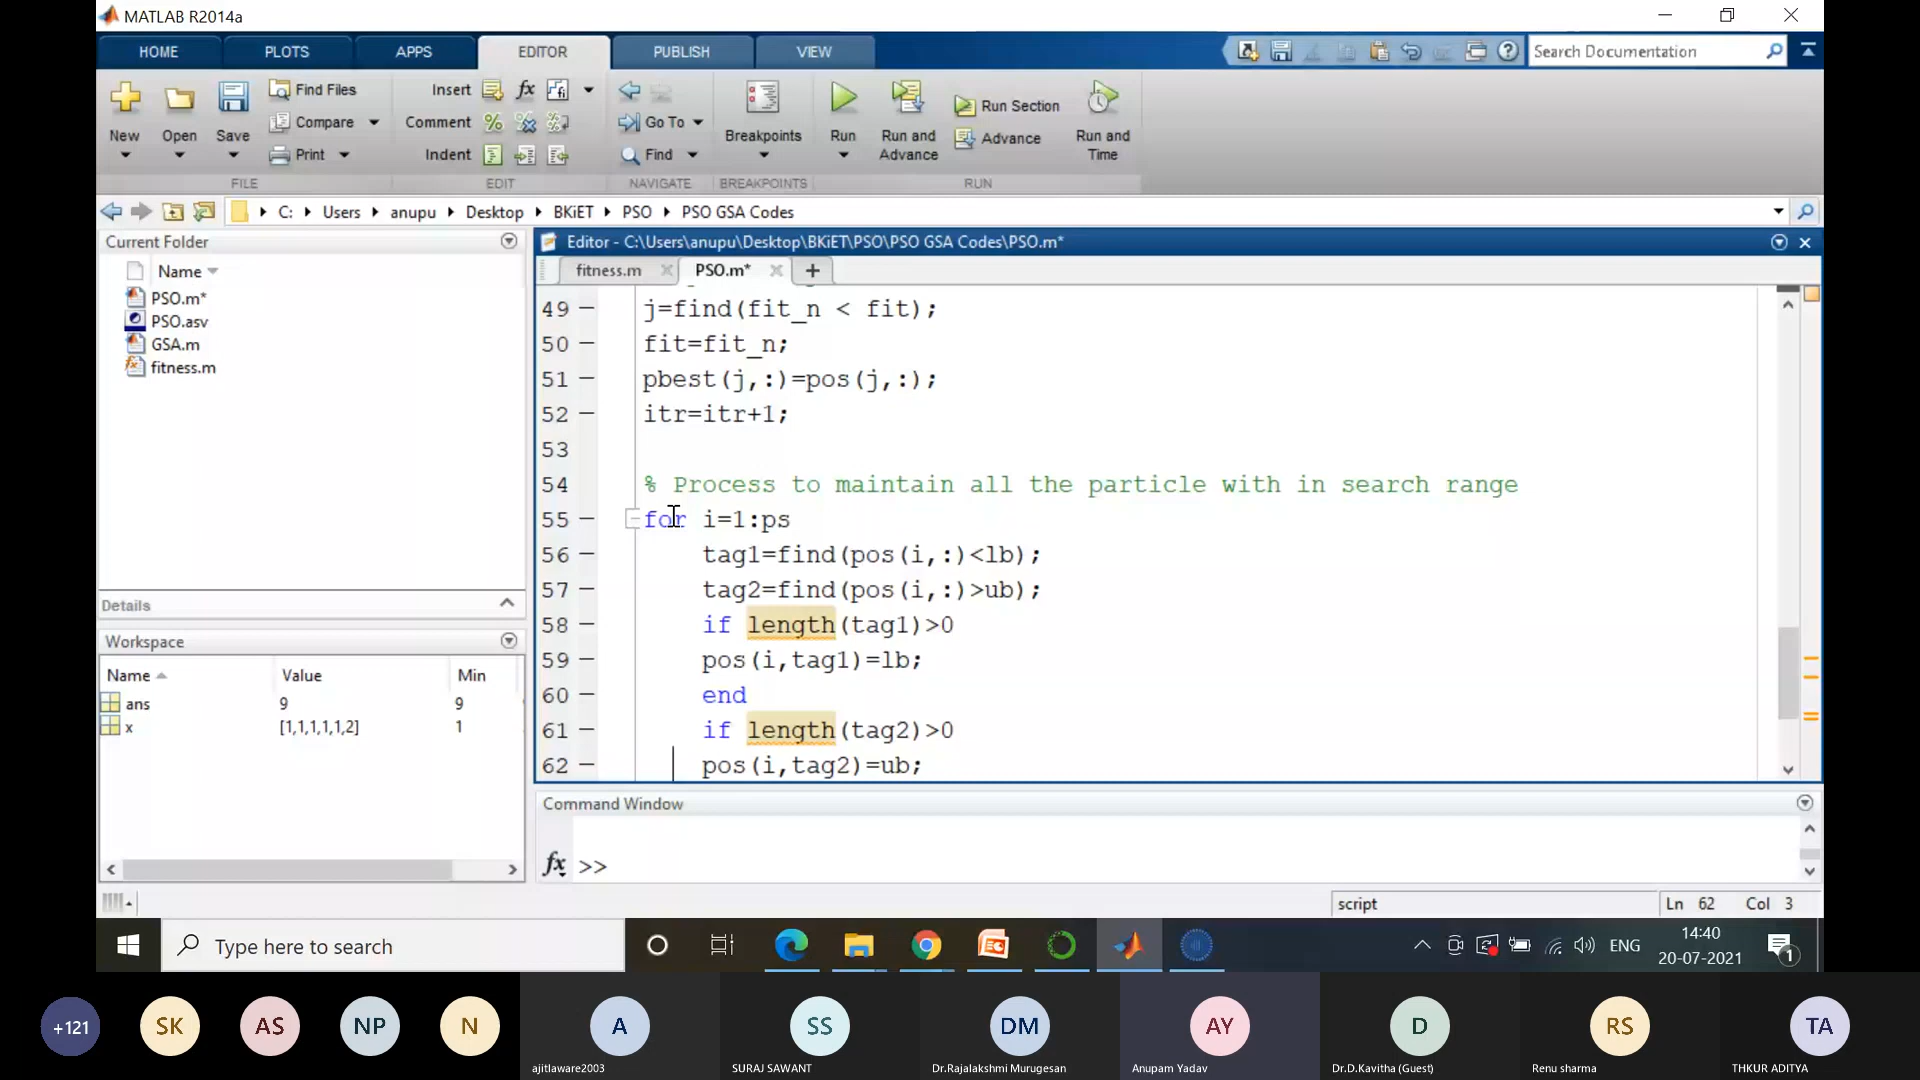 MATLAB R2014a
HOME PLOTS APPS EDITOR PUBLISH VIEW
Search Documentation
New Open Save
Find Files
Compare
Print
Insert
Comment
Indent
Go To
Find
Breakpoints
Run
Run and Advance
Run Section
Advance
Run and Time
FILE EDIT NAVIGATE BREAKPOINTS RUN
C: Users anupu Desktop BKiET PSO PSO GSA Codes
Current Folder
Name
PSO.m*
PSO.asv
GSA.m
fitness.m
Details
Workspace
Name Value Min
ans 9 9
x [1,1,1,1,1,2] 1
Editor - C:\Users\anupu\Desktop\BKiET\PSO\PSO GSA Codes\PSO.m*
fitness.m PSO.m*
49 j=find(fit_n < fit);
50 fit=fit_n;
51 pbest(j,:)=pos(j,:);
52 itr=itr+1;
53
54 % Process to maintain all the particle with in search range
55 for i=1:ps
56 tag1=find(pos(i,:)<lb);
57 tag2=find(pos(i,:)>ub);
58 if length(tag1)>0
59 pos(i,tag1)=lb;
60 end
61 if length(tag2)>0
62 pos(i,tag2)=ub;
Command Window
fx >>
script Ln 62 Col 3
Type here to search
ENG
14:40
20-07-2021
1
+121 SK AS NP N A SS DM AY D RS TA
ajitlaware2003 SURAJ SAWANT Dr.Rajalakshmi Murugesan Anupam Yadav Dr.D.Kavitha (Guest) Renu sharma THKUR ADITYA